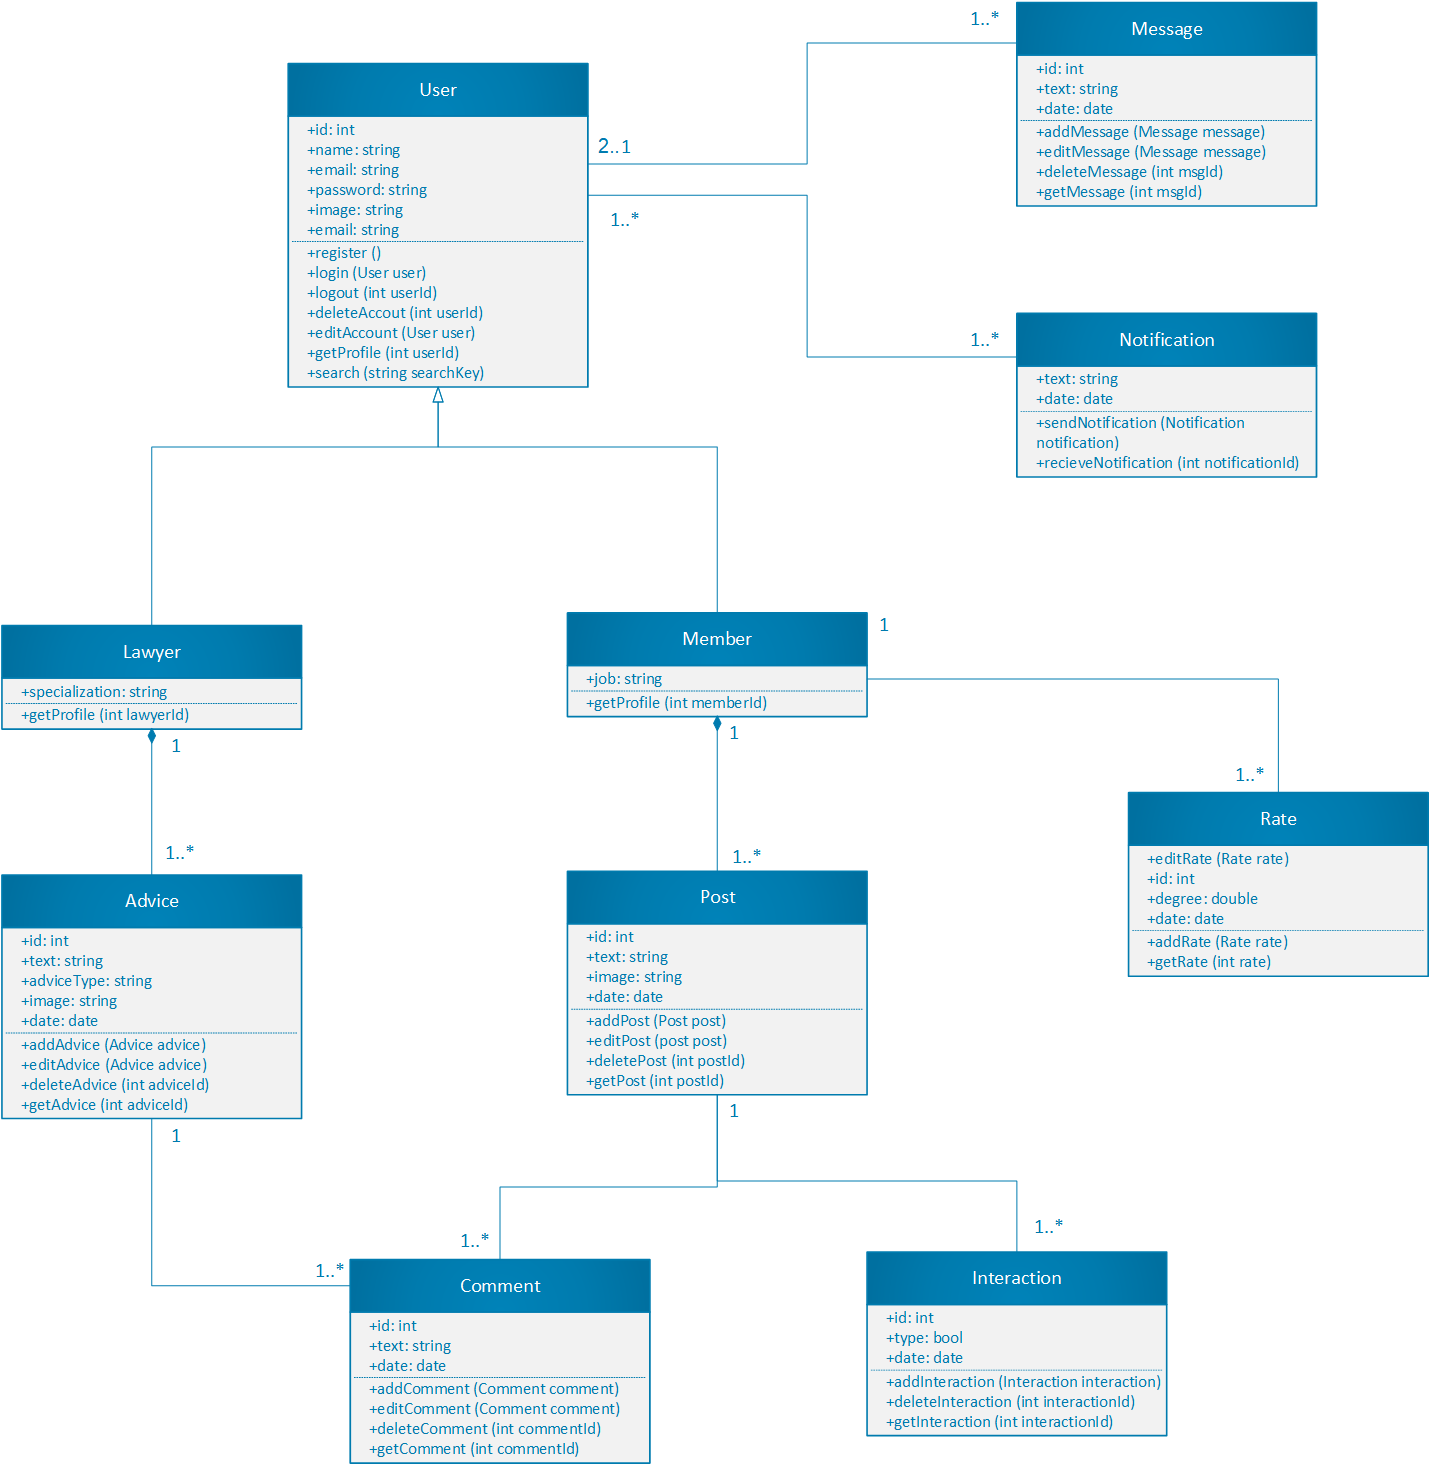 Message
+id: int
+text: string
+date: date
+addMessage (Message message)
+editMessage (Message message)
+deleteMessage (int msgId)
+getMessage (int msgId)
1..*
User
+id: int
+name: string
+email: string
+password: string
+image: string
+email: string
+register ()
+login (User user)
+logout (int userId)
+deleteAccout (int userId)
+editAccount (User user)
+getProfile (int userId)
+search (string searchKey)
2..1
1..*
1..*
Notification
+text: string
+date: date
+sendNotification (Notification
notification)
+recieveNotification (int notificationId)
Lawyer
+specialization: string
+getProfile (int lawyerId)
1
1..*
Member
+job: string
+getProfile (int memberId)
1
1
1..*
1..*
Rate
+editRate (Rate rate)
+id: int
+degree: double
+date: date
+addRate (Rate rate)
+getRate (int rate)
Advice
+id: int
+text: string
+adviceType: string
+image: string
+date: date
+addAdvice (Advice advice)
+editAdvice (Advice advice)
+deleteAdvice (int adviceId)
+getAdvice (int adviceId)
1
Post
+id: int
+text: string
+image: string
+date: date
+addPost (Post post)
+editPost (post post)
+deletePost (int postId)
+getPost (int postId)
1
1..*
1..*
1..*
Comment
+id: int
+text: string
+date: date
+addComment (Comment comment)
+editComment (Comment comment)
+deleteComment (int commentId)
+getComment (int commentId)
Interaction
+id: int
+type: bool
+date: date
+addInteraction (Interaction interaction)
+deleteInteraction (int interactionId)
+getInteraction (int interactionId)